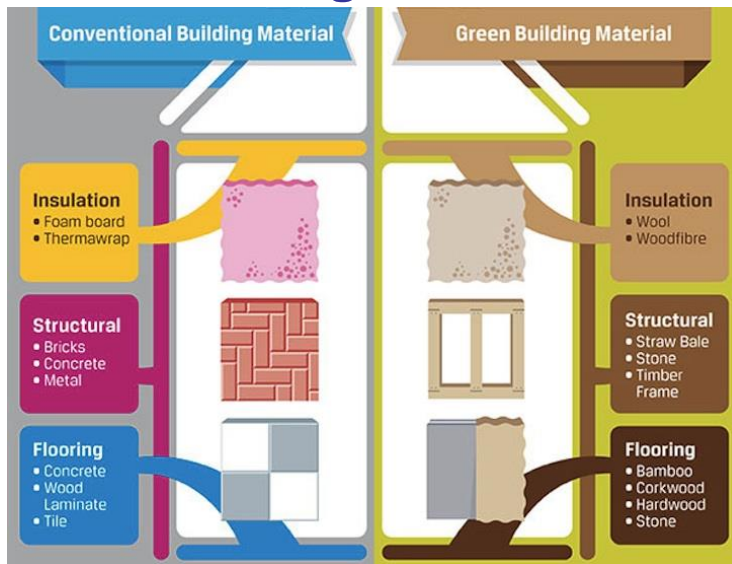 Conventional Building Material
Green Building Material
Insulation
• Foam board
• Thermawrap
Structural
• Bricks
• Concrete
• Metal
Flooring
• Concrete
• Wood
Laminate
• Tile
Insulation
• Wool
• Woodfibre
Structural
• Straw Bale
• Stone
• Timber
Frame
Flooring
• Bamboo
• Corkwood
• Hardwood
• Stone